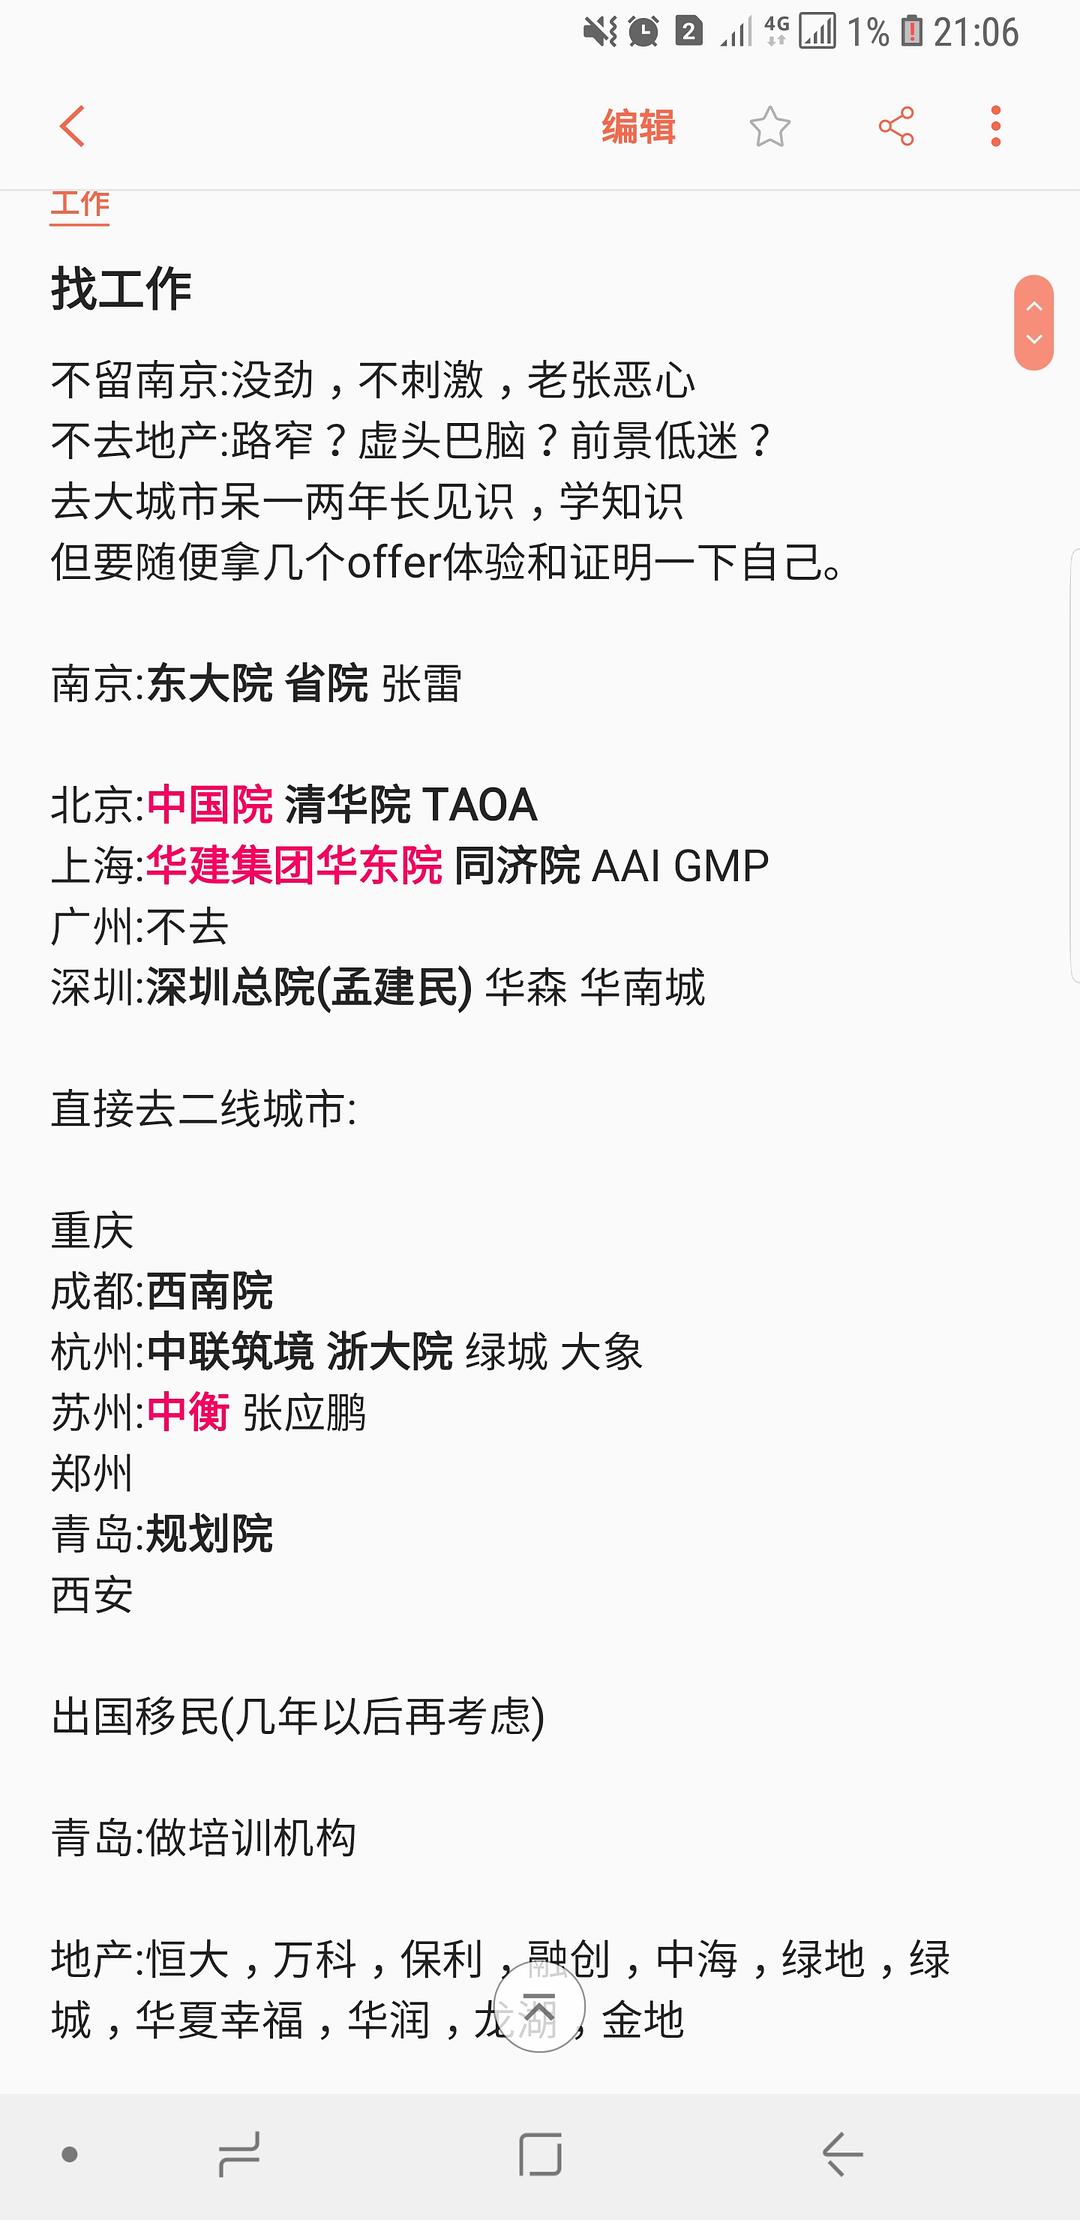 2 4G 1% 21:06
编辑
工作
找工作
不留南京:没劲，不刺激，老张恶心
不去地产:路窄？虚头巴脑？前景低迷？
去大城市呆一两年长见识，学知识
但要随便拿几个offer体验和证明一下自己。
南京:东大院 省院 张雷
北京:中国院 清华院 TAOA
上海:华建集团华东院 同济院 AAI GMP
广州:不去
深圳:深圳总院(孟建民) 华森 华南城
直接去二线城市:
重庆
成都:西南院
杭州:中联筑境 浙大院 绿城 大象
苏州:中衡 张应鹏
郑州
青岛:规划院
西安
出国移民(几年以后再考虑)
青岛:做培训机构
地产:恒大，万科，保利，融创，中海，绿地，绿
城，华夏幸福，华润，龙湖，金地